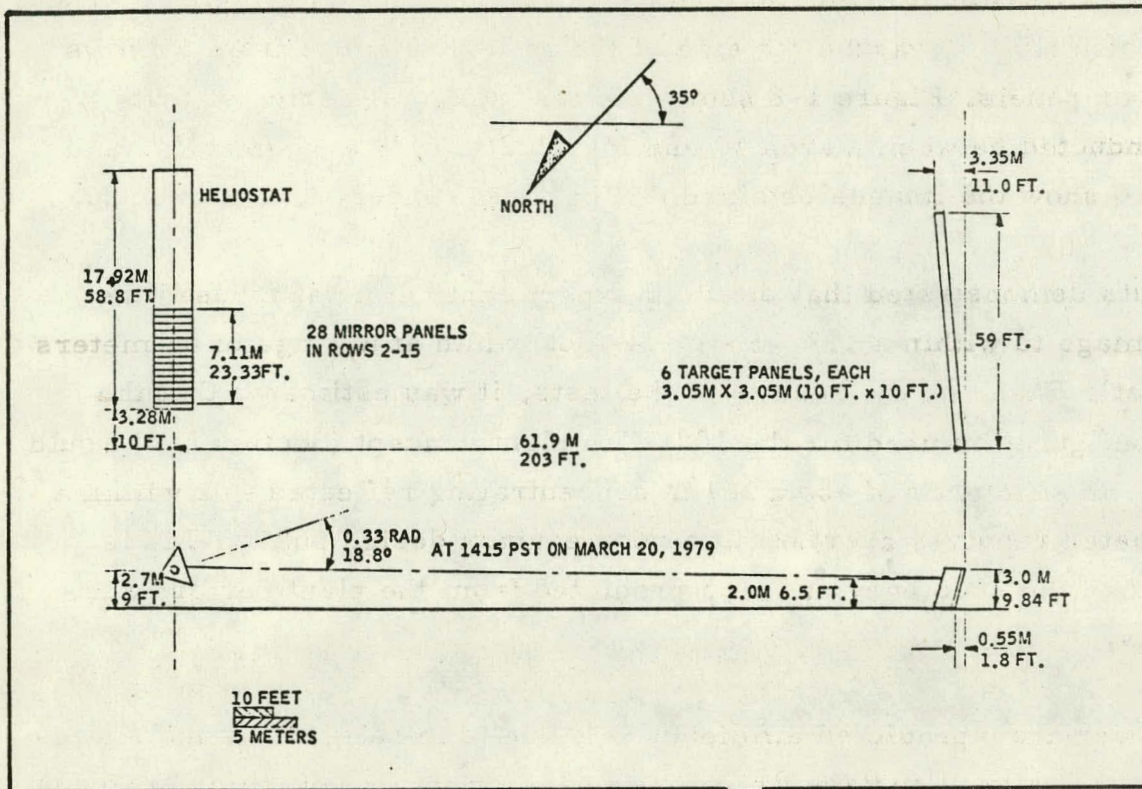 35°
3.35M
11.0 FT.
HELIOSTAT
NORTH
17.92M
58.8 FT.
28 MIRROR PANELS
IN ROWS 2-15
7.11M
23.33FT.
59 FT.
6 TARGET PANELS, EACH
3.05M X 3.05M (10 FT. x 10 FT.)
3.28M
10 FT.
61.9 M
203 FT.
0.33 RAD
18.8°
AT 1415 PST ON MARCH 20, 1979
2.7M
9 FT.
2.0M 6.5 FT.
3.0 M
9.84 FT
0.55M
1.8 FT.
10 FEET
5 METERS